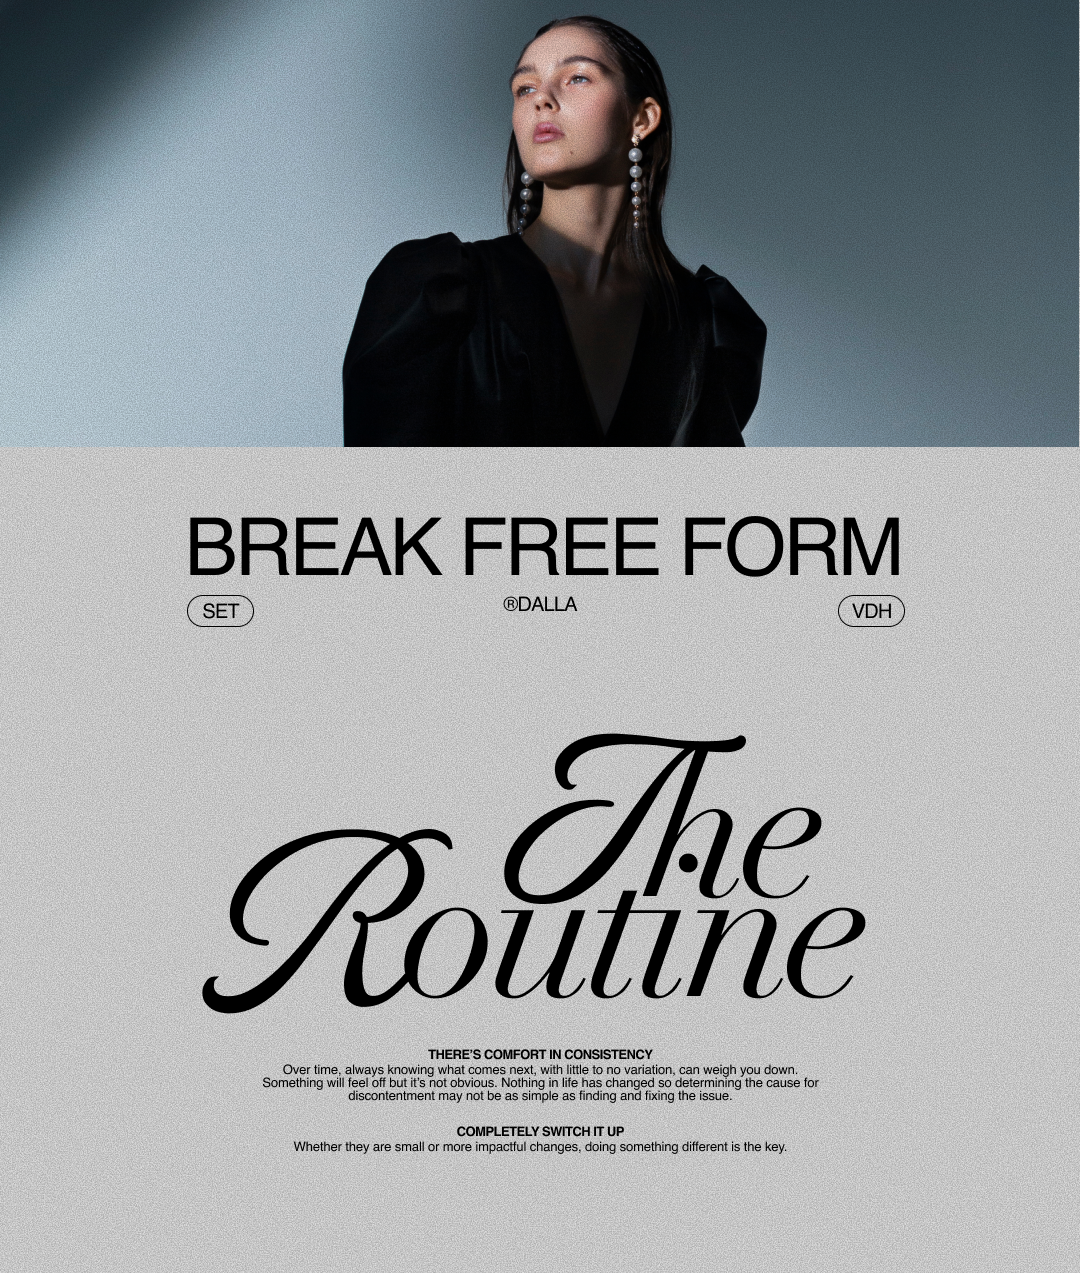 BREAK FREE FORM
SET ®DALLA VDH
The
Routine
THERE'S COMFORT IN CONSISTENCY
Over time, always knowing what comes next, with little to no variation, can weigh you down.
Something will feel off but it's not obvious. Nothing in life has changed so determining the cause for
discontentment may not be as simple as finding and fixing the issue.
COMPLETELY SWITCH IT UP
Whether they are small or more impactful changes, doing something different is the key.